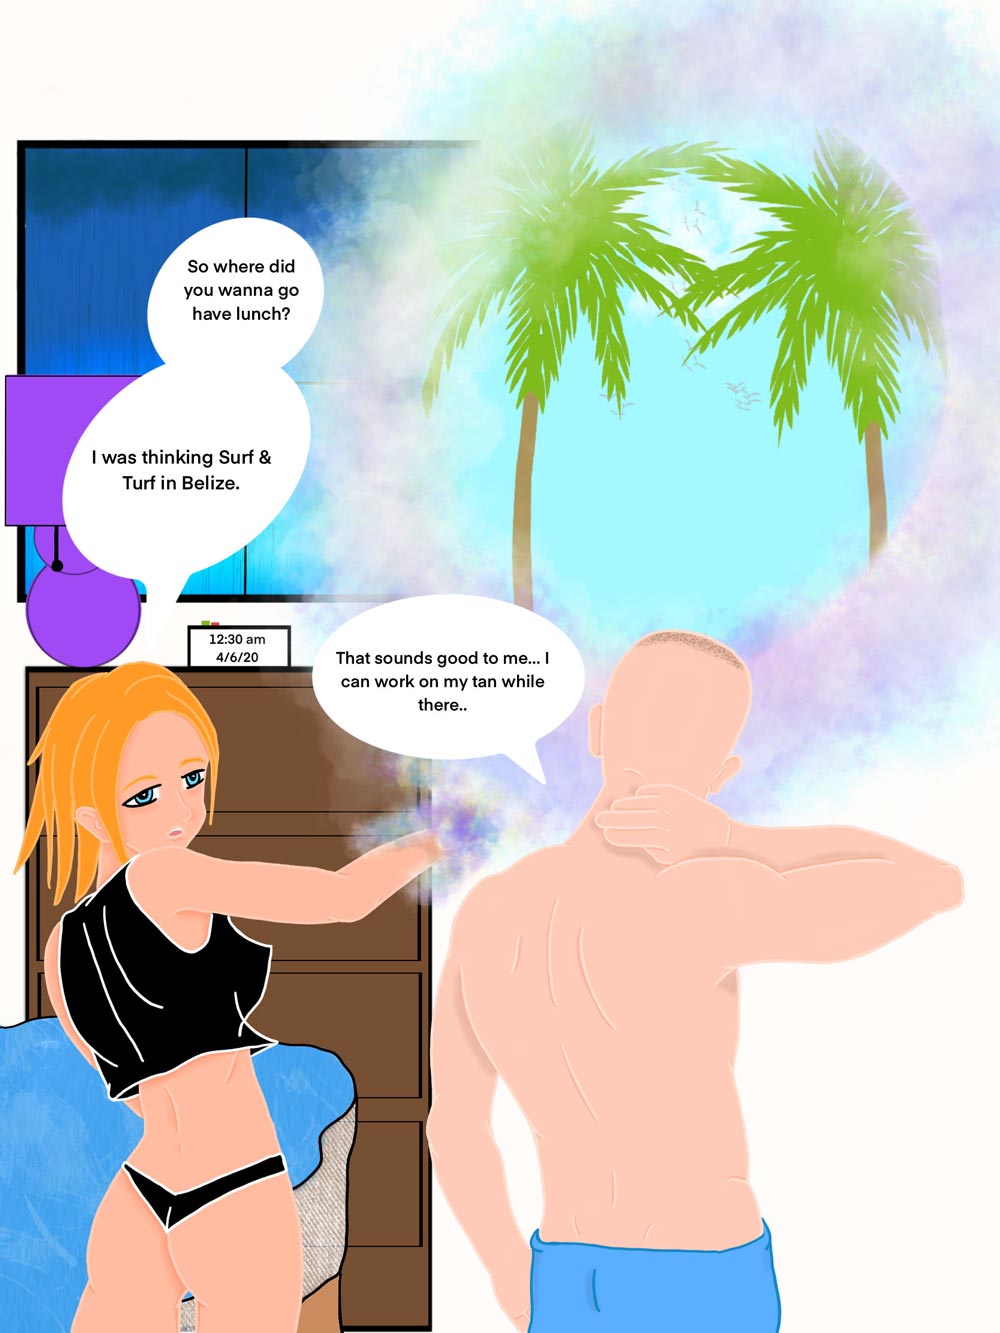 So where did
you wanna go
have lunch?
I was thinking Surf &
Turf in Belize.
12:30 am
4/6/20
That sounds good to me... I
can work on my tan while
there..